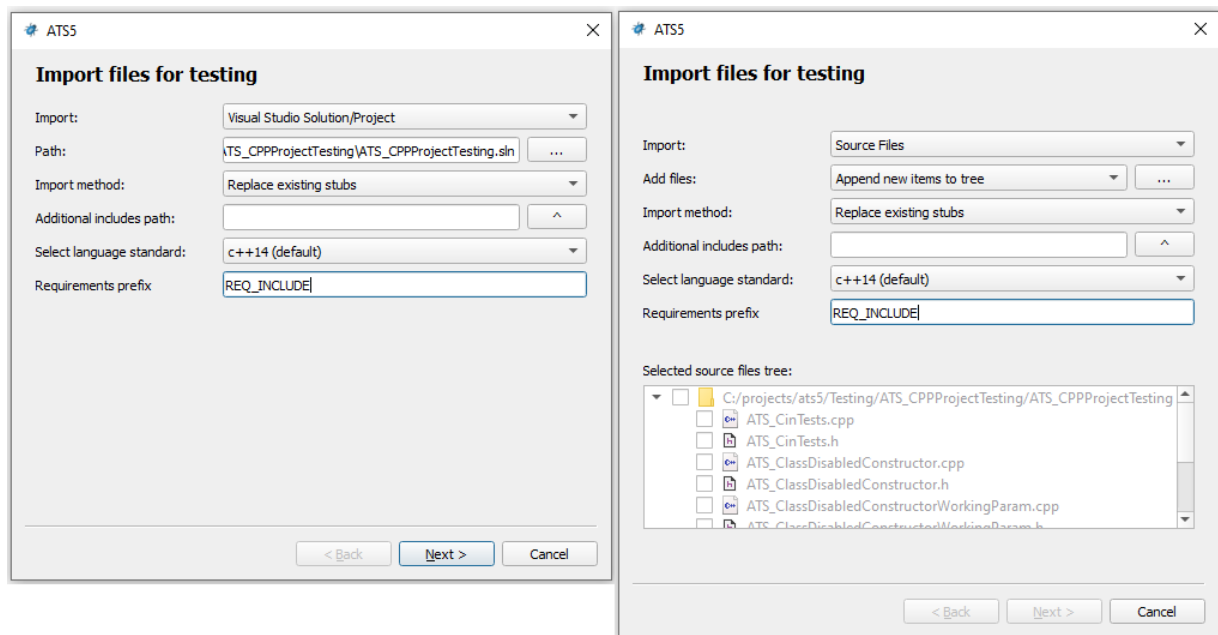 ATS5
Import files for testing
Import:
Visual Studio Solution/Project
Path:
ATS_CPPProjectTesting\ATS_CPPProjectTesting.sln
...
Import method:
Replace existing stubs
Additional includes path:
^
Select language standard:
c++14 (default)
Requirements prefix
REQ_INCLUDE
< Back
Next >
Cancel
ATS5
Import files for testing
Import:
Source Files
Add files:
Append new items to tree
...
Import method:
Replace existing stubs
Additional includes path:
^
Select language standard:
c++14 (default)
Requirements prefix
REQ_INCLUDE
Selected source files tree:
C:/projects/ats5/Testing/ATS_CPPProjectTesting/ATS_CPPProjectTesting
C++ ATS_CinTests.cpp
h ATS_CinTests.h
C++ ATS_ClassDisabledConstructor.cpp
h ATS_ClassDisabledConstructor.h
C++ ATS_ClassDisabledConstructorWorkingParam.cpp
h ATS_ClassDisabledConstructorWorkingParam.h
< Back
Next >
Cancel